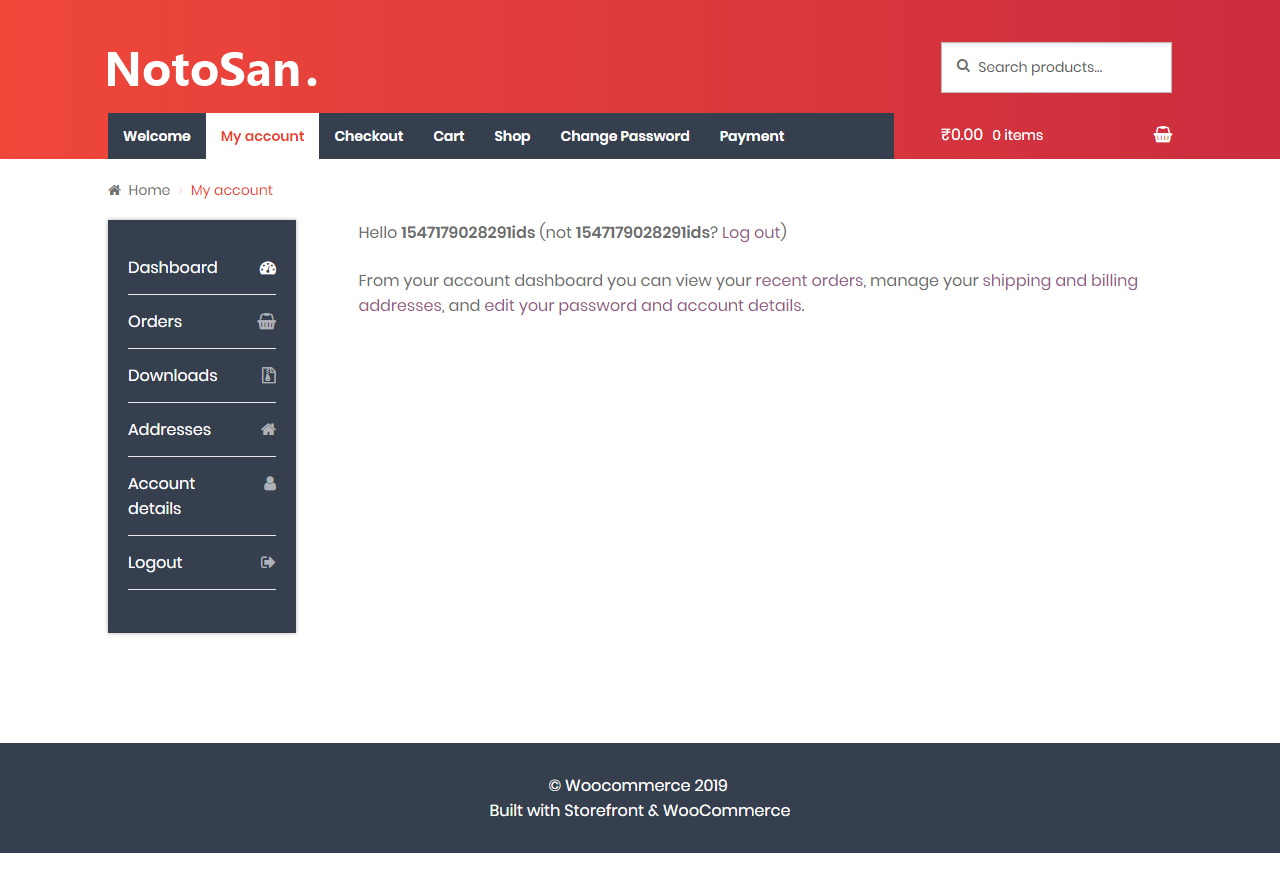 NotoSan.
Search products...
Welcome My account Checkout Cart Shop Change Password Payment
₹0.00 0 items
Home My account
Dashboard
Orders
Downloads
Addresses
Account
details
Logout
Hello 1547179028291ids (not 1547179028291ids? Log out)
From your account dashboard you can view your recent orders, manage your shipping and billing
addresses, and edit your password and account details.
© Woocommerce 2019
Built with Storefront & WooCommerce